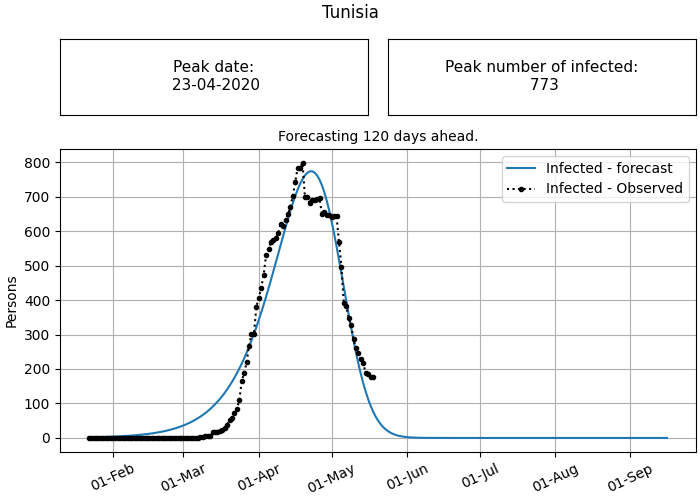 Tunisia
Peak date:
23-04-2020
Peak number of infected:
773
Forecasting 120 days ahead.
Infected - forecast
Infected - Observed
Persons
800
700
600
500
400
300
200
100
0
01-Feb
01-Mar
01-Apr
01-May
01-Jun
01-Jul
01-Aug
01-Sep